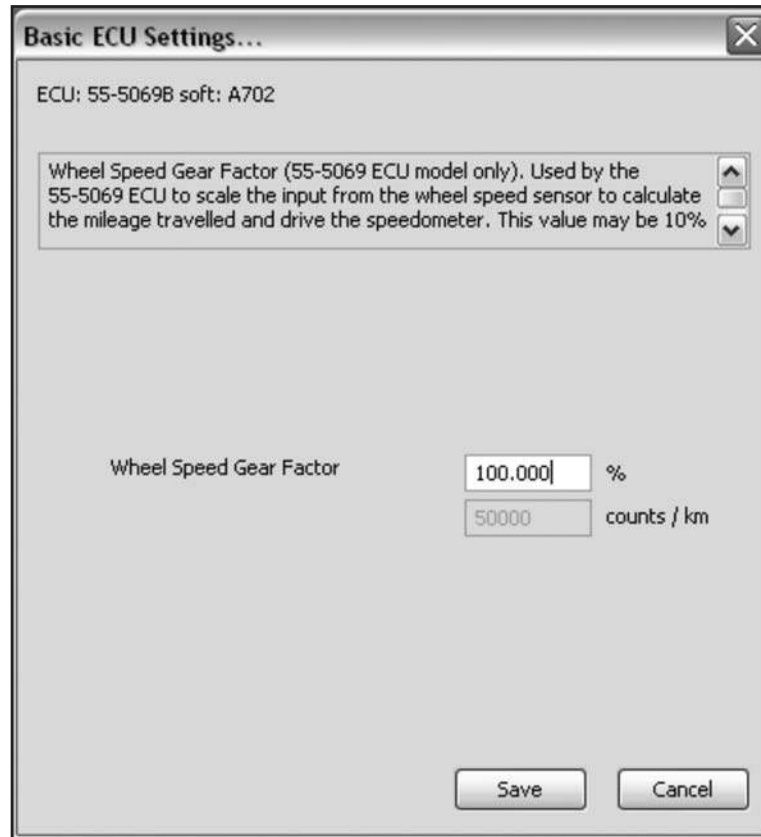 Basic ECU Settings...
ECU: 55-5069B soft: A702
Wheel Speed Gear Factor (55-5069 ECU model only). Used by the
55-5069 ECU to scale the input from the wheel speed sensor to calculate
the mileage travelled and drive the speedometer. This value may be 10%
Wheel Speed Gear Factor 100.000 %
50000 counts / km
Save Cancel